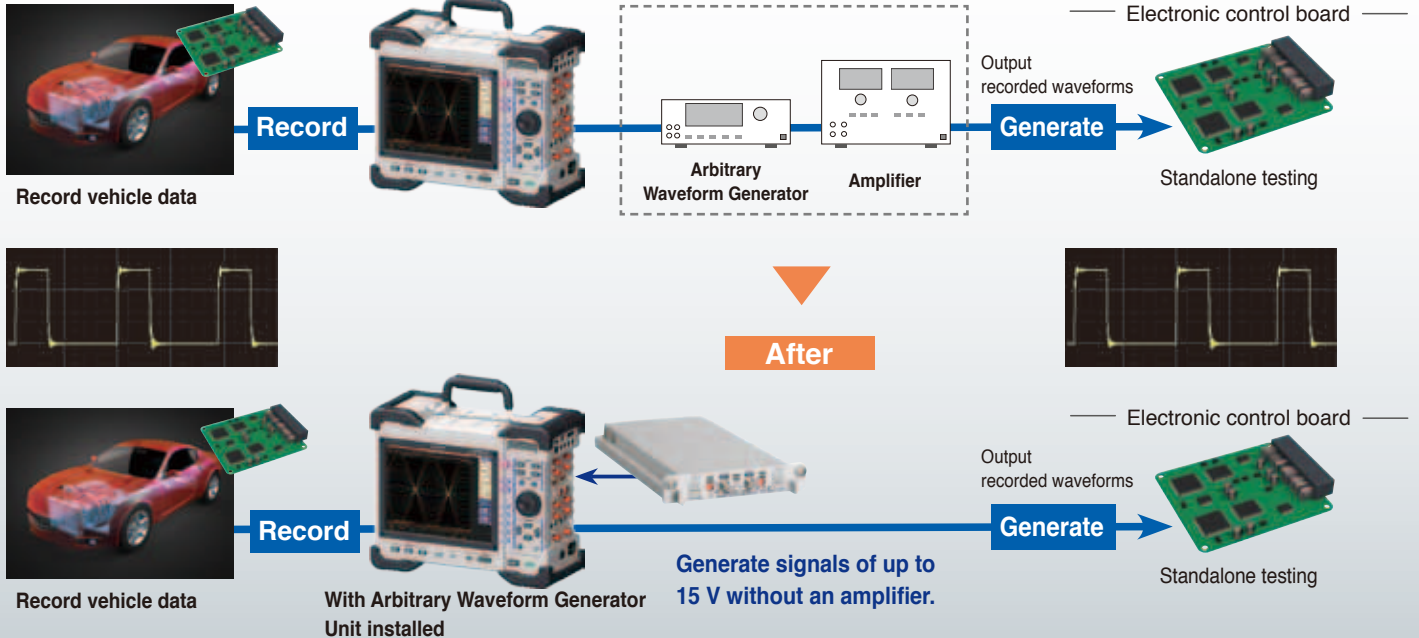 Electronic control board
Output
recorded waveforms
Record
Generate
Arbitrary
Waveform Generator
Amplifier
Record vehicle data
Standalone testing
After
Electronic control board
Output
recorded waveforms
Record
Generate
Generate signals of up to
15 V without an amplifier.
Standalone testing
Record vehicle data
With Arbitrary Waveform Generator
Unit installed